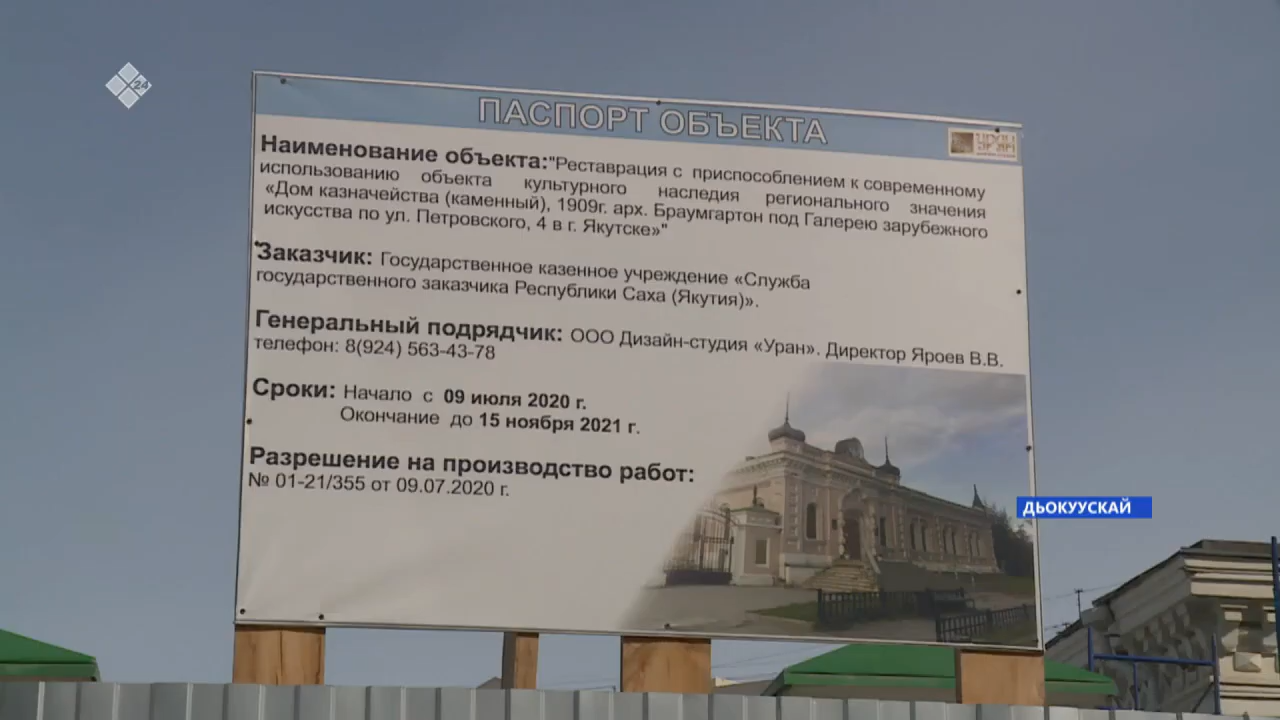 24
ПАСПОРТ ОБЪЕКТА
Наименование объекта:"Реставрация с приспособлением к современному
использованию объекта культурного наследия регионального значения
«Дом казначейства (каменный), 1909г. арх. Браумгартон под Галерею зарубежного
искусства по ул. Петровского, 4 в г. Якутске»"
Заказчик: Государственное казенное учреждение «Служба
государственного заказчика Республики Саха (Якутия)».
Генеральный подрядчик: ООО Дизайн-студия «Уран». Директор Яроев В.В.
телефон: 8(924) 563-43-78
Сроки: Начало с 09 июля 2020 г.
Окончание до 15 ноября 2021 г.
Разрешение на производство работ:
№ 01-21/355 от 09.07.2020 г.
ДЬОКУУСКАЙ